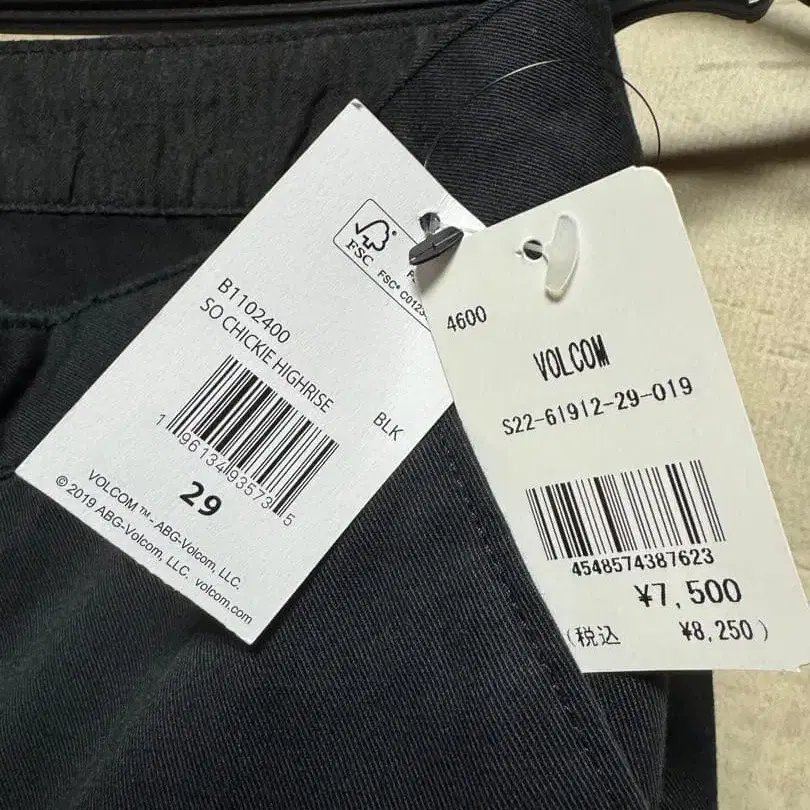 FSC
FSC® C0123
B1102400
SO CHICKIE HIGHRISE
BLK
1 96134 93573 5
29
VOLCOM™ - ABG-Volcom, LLC.
© 2019 ABG-Volcom, LLC. volcom.com
4600
VOLCOM
S22-61912-29-019
4548574387623
¥7,500
(税込 ¥8,250)